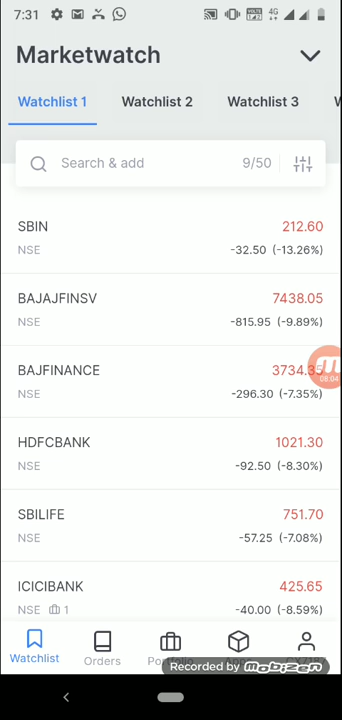 7:31
Marketwatch
Watchlist 1 Watchlist 2 Watchlist 3
Search & add 9/50
SBIN 212.60
NSE -32.50 (-13.26%)
BAJAJFINSV 7438.05
NSE -815.95 (-9.89%)
BAJFINANCE 3734.35
NSE -296.30 (-7.35%)
HDFCBANK 1021.30
NSE -92.50 (-8.30%)
SBILIFE 751.70
NSE -57.25 (-7.08%)
ICICIBANK 425.65
NSE 1 -40.00 (-8.59%)
Watchlist Orders
Recorded by mobizen